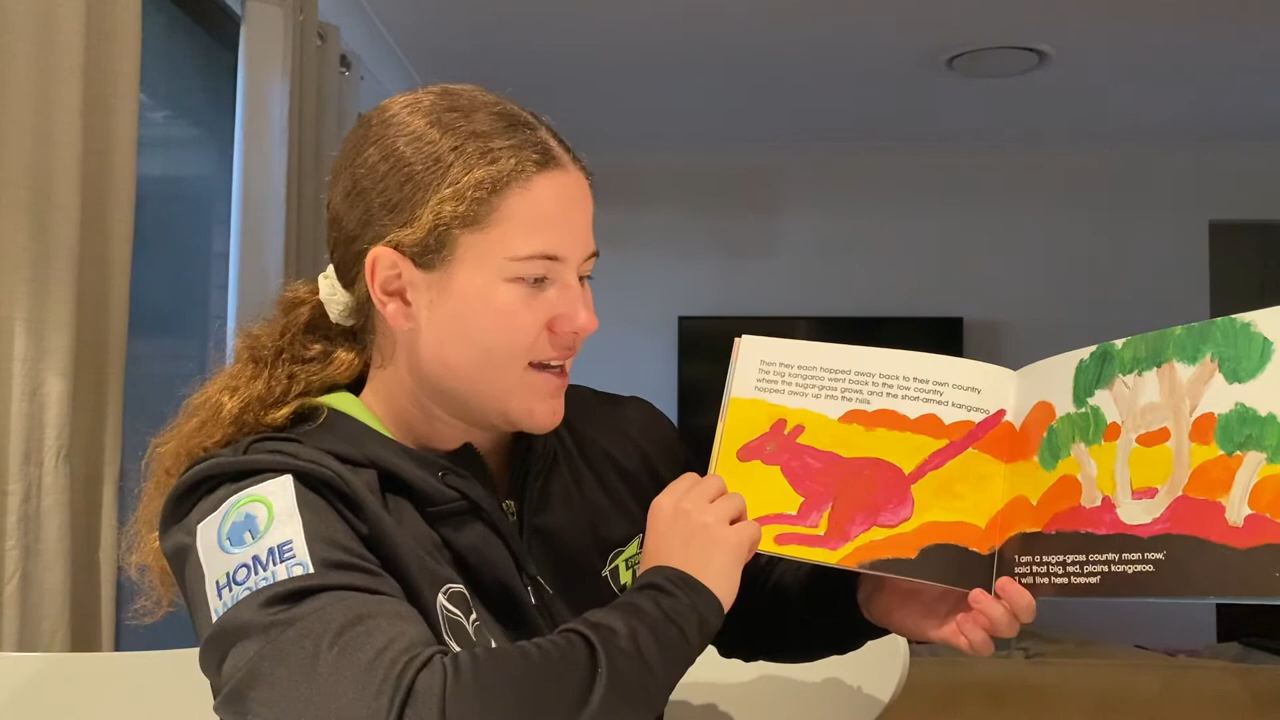 Then they each hopped away back to their own country.
The big kangaroo went back to the low country
where the sugar-grass grows, and the short-armed kangaroo
hopped away up into the hills.
'I am a sugar-grass country man now,'
said that big, red, plains kangaroo.
'I will live here forever!'
HOME
WORLD